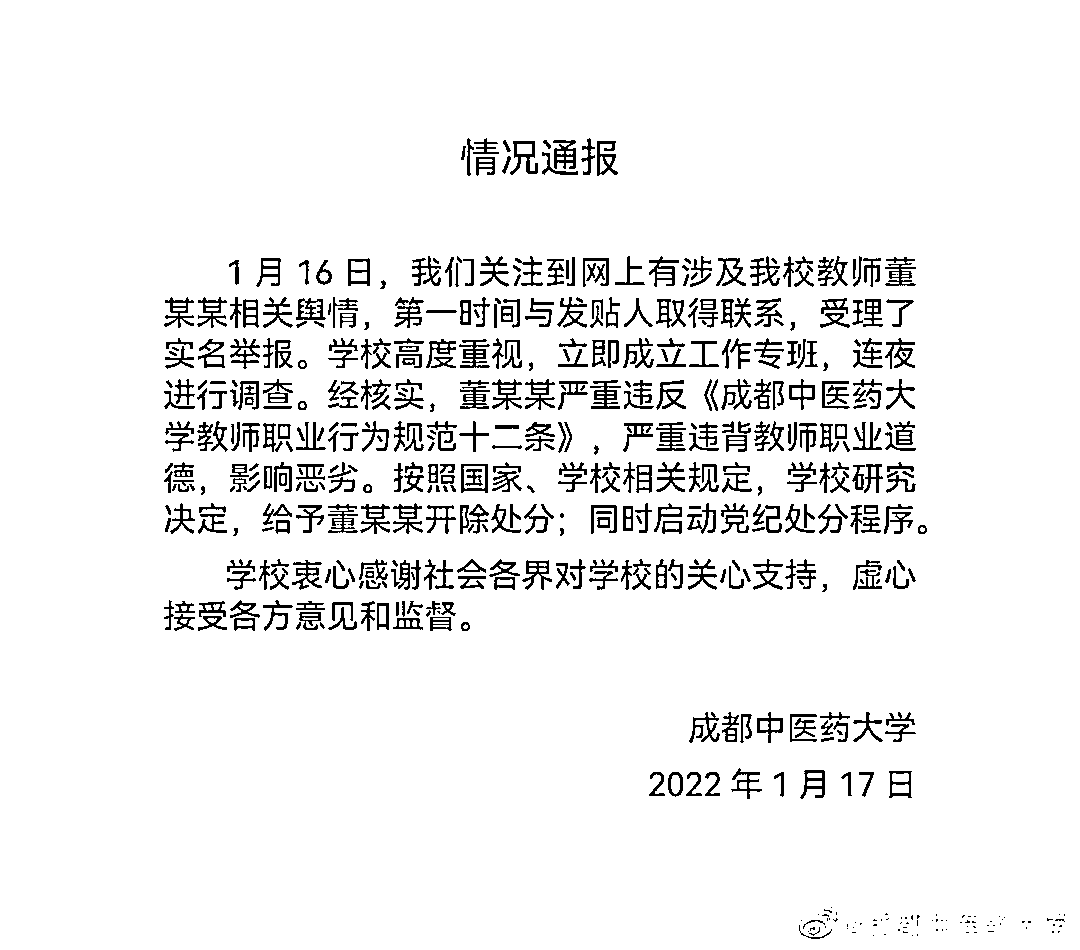 情况通报
1 月 16 日，我们关注到网上有涉及我校教师董
某某相关舆情，第一时间与发贴人取得联系，受理了
实名举报。学校高度重视，立即成立工作专班，连夜
进行调查。经核实，董某某严重违反《成都中医药大
学教师职业行为规范十二条》，严重违背教师职业道
德，影响恶劣。按照国家、学校相关规定，学校研究
决定，给予董某某开除处分；同时启动党纪处分程序。
学校衷心感谢社会各界对学校的关心支持，虚心
接受各方意见和监督。
成都中医药大学
2022 年 1 月 17 日